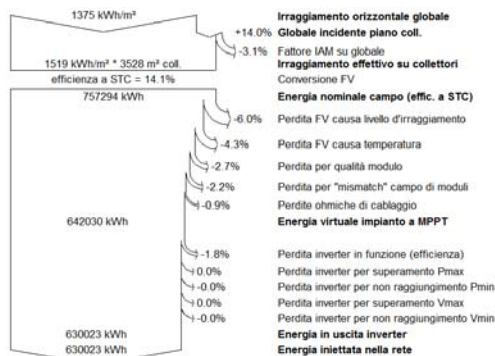 1375 kWh/m² Irraggiamento orizzontale globale
+14.0% Globale incidente piano coll.
-3.1% Fattore IAM su globale
1519 kWh/m² * 3528 m² coll. Irraggiamento effettivo su collettori
efficienza a STC = 14.1% Conversione FV
757294 kWh Energia nominale campo (effic. a STC)
-6.0% Perdita FV causa livello d'irraggiamento
-4.3% Perdita FV causa temperatura
-2.7% Perdita per qualità modulo
-2.2% Perdita per "mismatch" campo di moduli
-0.9% Perdite ohmiche di cablaggio
642030 kWh Energia virtuale impianto a MPPT
-1.8% Perdita inverter in funzione (efficienza)
0.0% Perdita inverter per superamento Pmax
-0.0% Perdita inverter per non raggiungimento Pmin
0.0% Perdita inverter per superamento Vmax
-0.0% Perdita inverter per non raggiungimento Vmin
630023 kWh Energia in uscita inverter
630023 kWh Energia iniettata nella rete